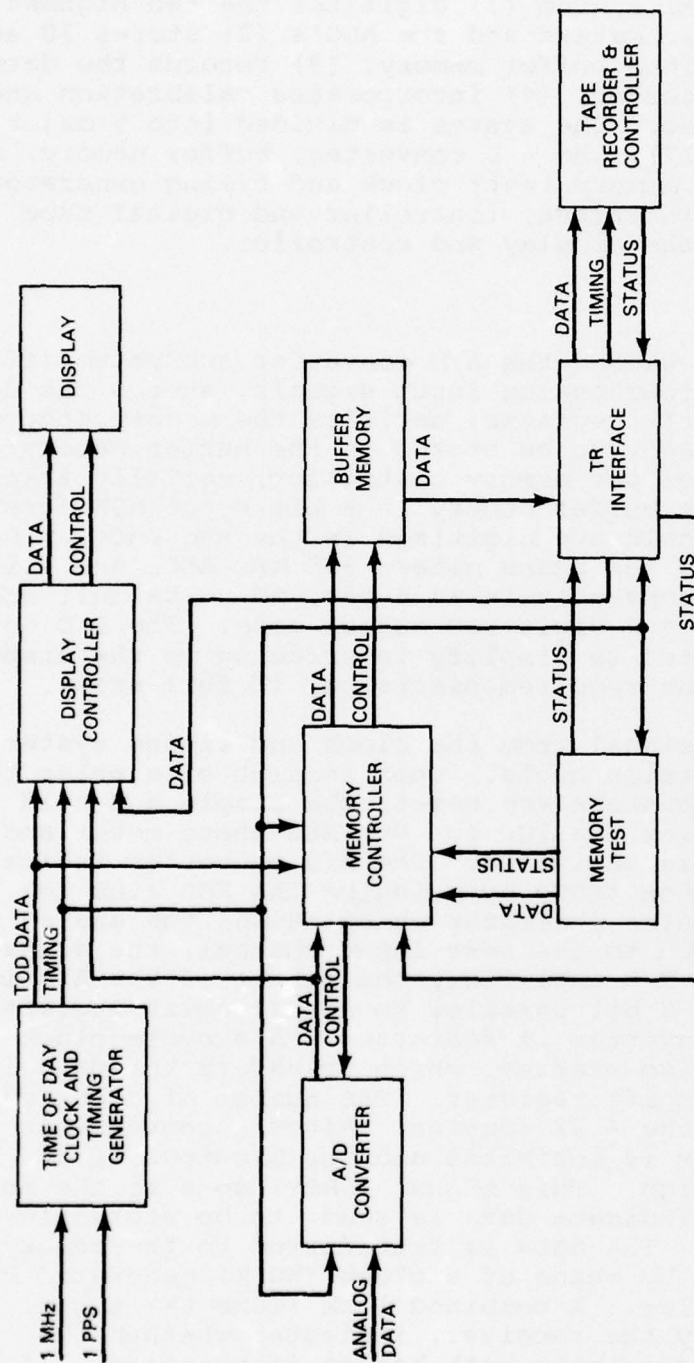 1 MHz
1 PPS
TIME OF DAY
CLOCK AND
TIMING
GENERATOR
TOD DATA
TIMING
DISPLAY
CONTROLLER
DATA
CONTROL
DISPLAY
DATA
ANALOG
DATA
A/D
CONVERTER
DATA
CONTROL
MEMORY
CONTROLLER
DATA
CONTROL
BUFFER
MEMORY
DATA
DATA
STATUS
MEMORY
TEST
STATUS
TR
INTERFACE
STATUS
DATA
TIMING
STATUS
TAPE
RECORDER &
CONTROLLER